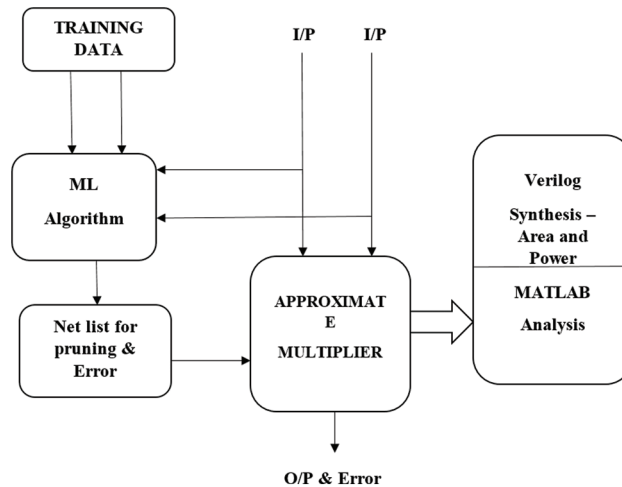 TRAINING
DATA
I/P
I/P
ML
Algorithm
Verilog
Synthesis –
Area and
Power
MATLAB
Analysis
APPROXIMAT
E
MULTIPLIER
Net list for
pruning &
Error
O/P & Error